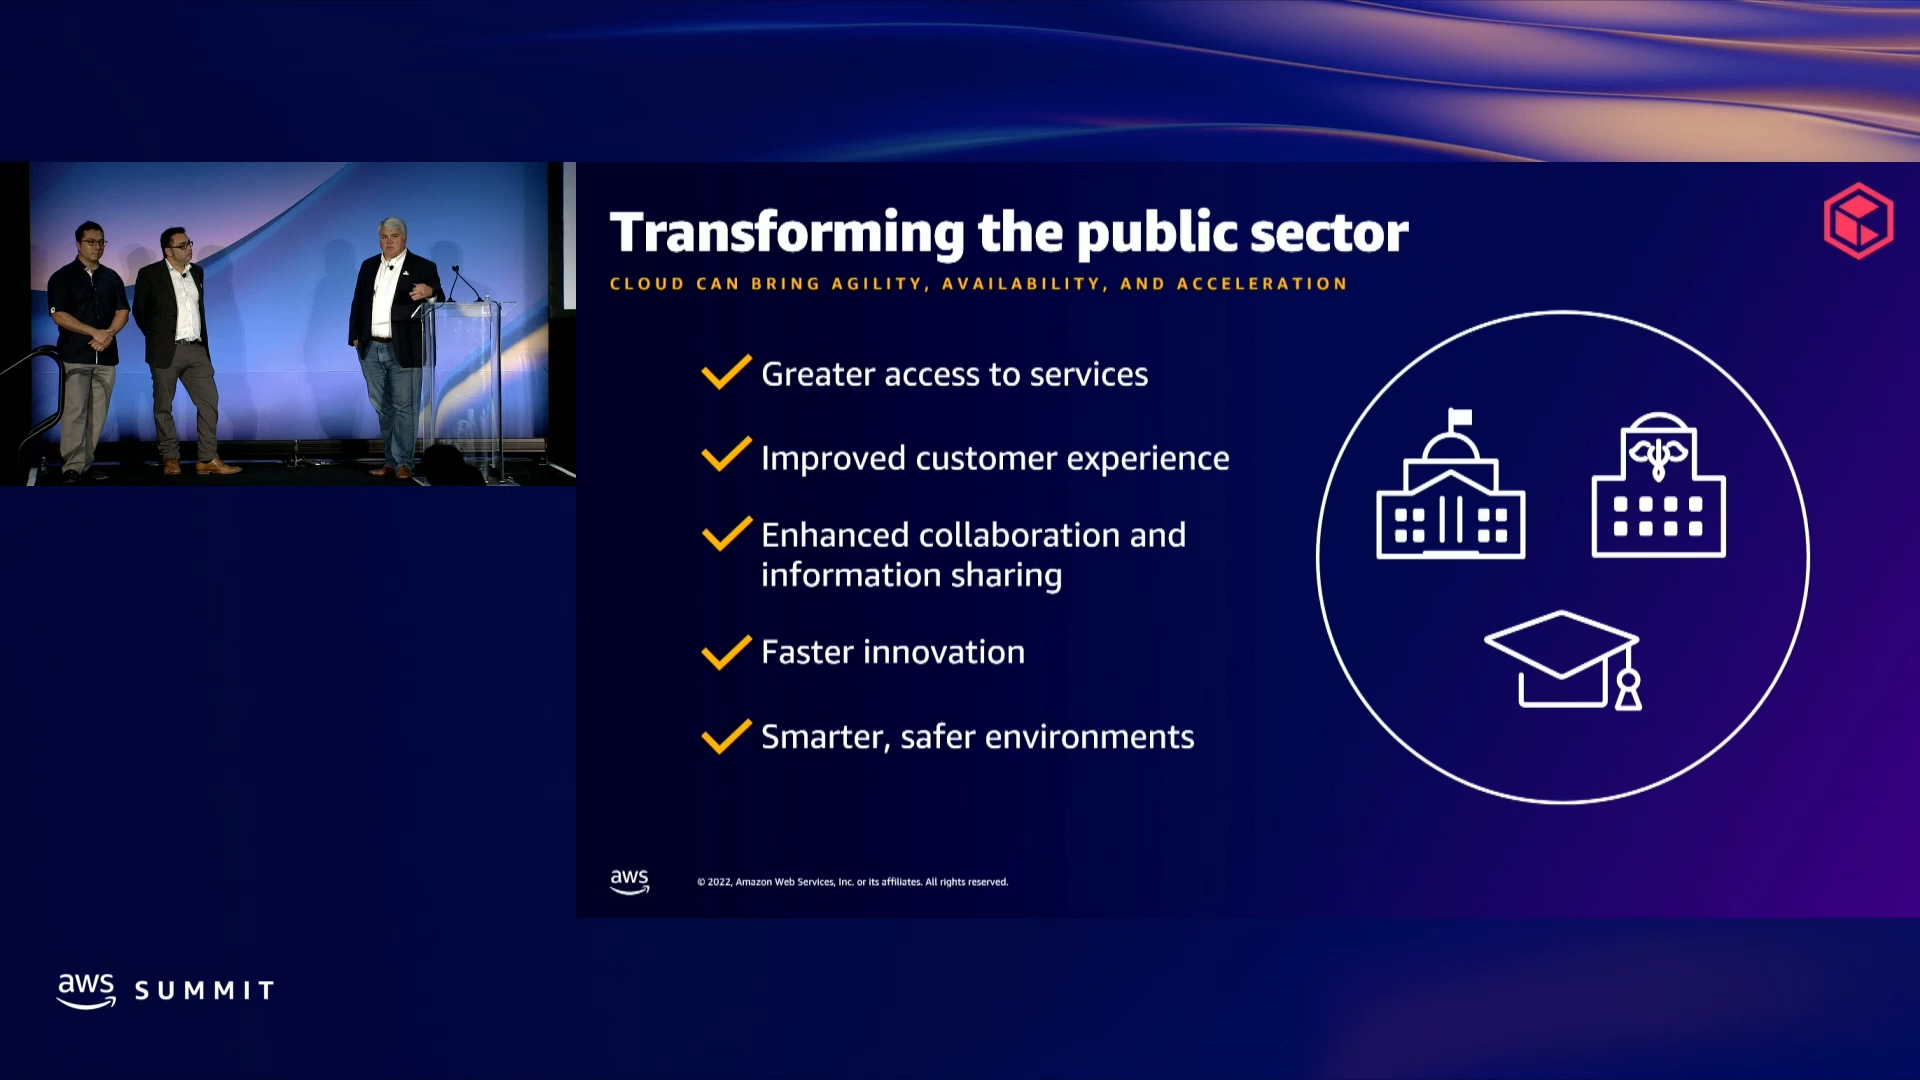 Transforming the public sector
CLOUD CAN BRING AGILITY, AVAILABILITY, AND ACCELERATION
Greater access to services
Improved customer experience
Enhanced collaboration and
information sharing
Faster innovation
Smarter, safer environments
aws
© 2022, Amazon Web Services, Inc. or its affiliates. All rights reserved.
aws SUMMIT